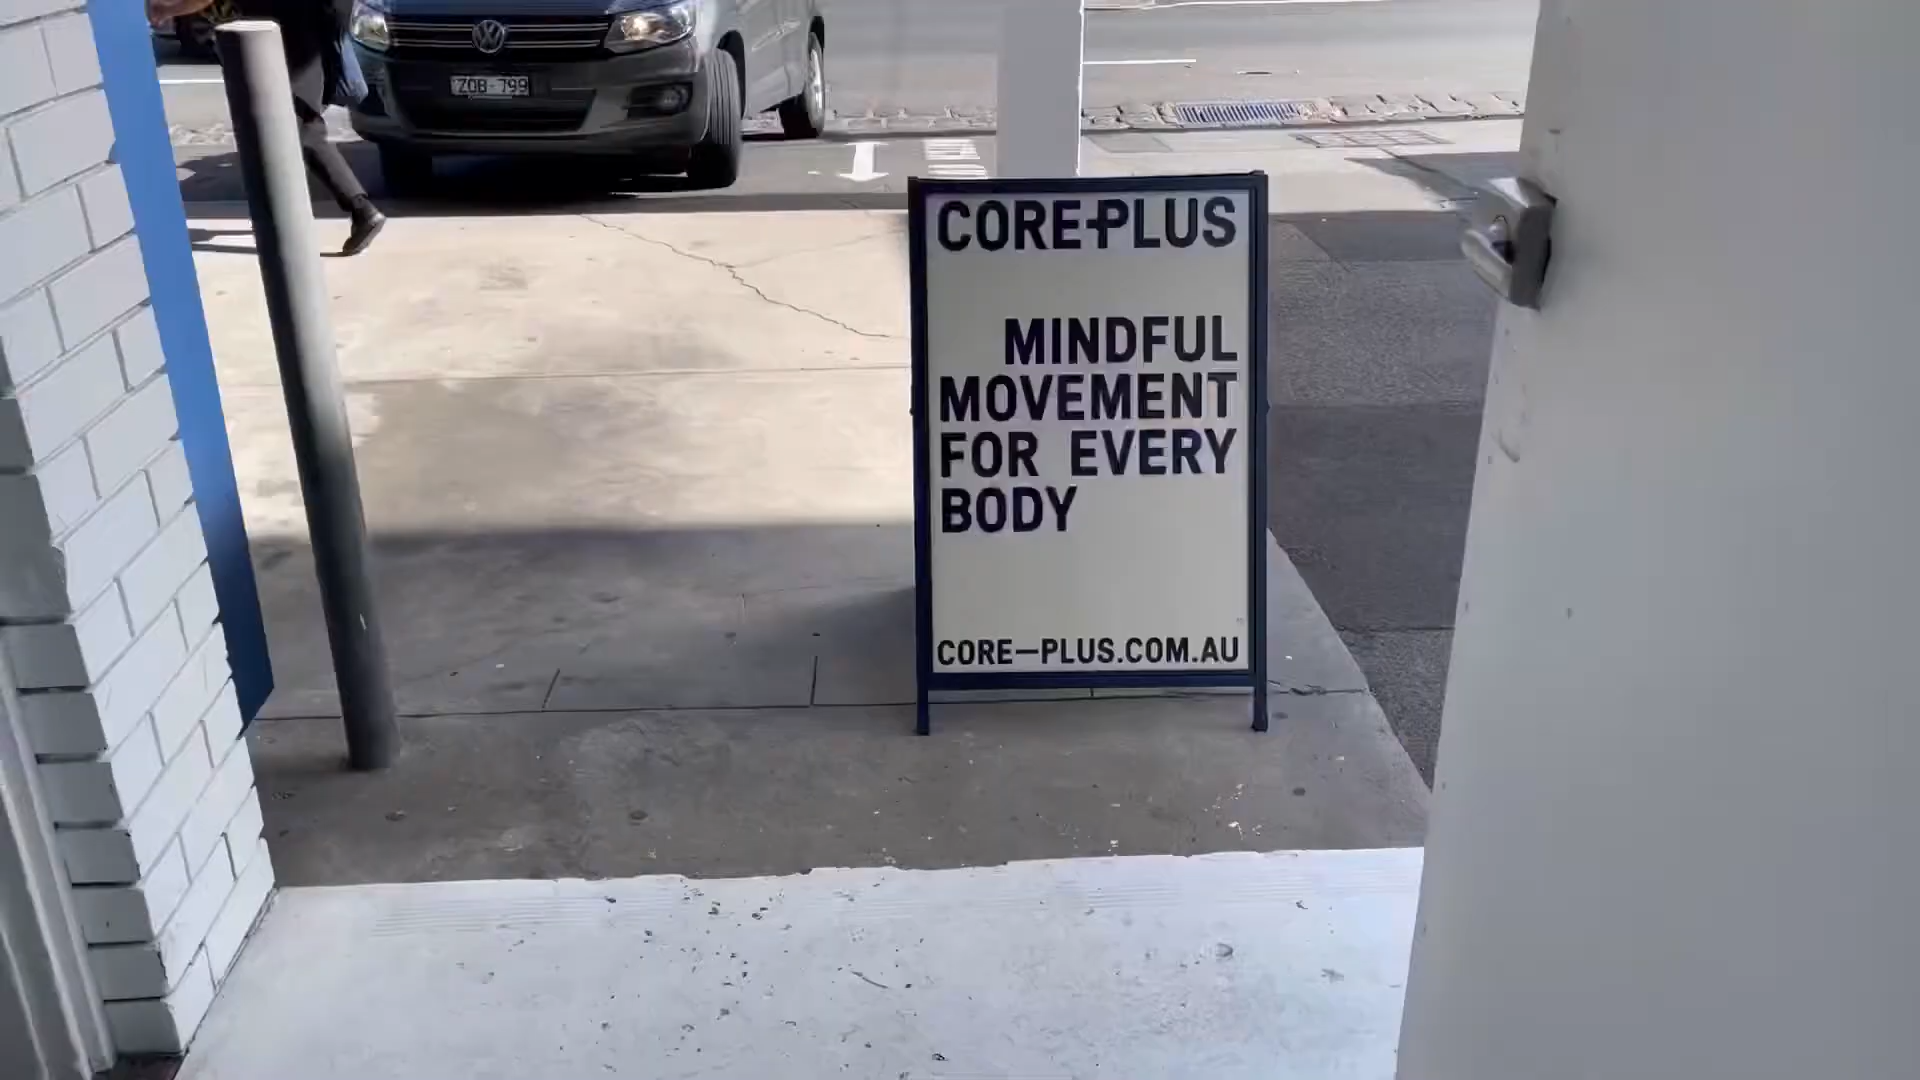 ZOB-799
CORE-PLUS
MINDFUL
MOVEMENT
FOR EVERY
BODY
CORE—PLUS.COM.AU